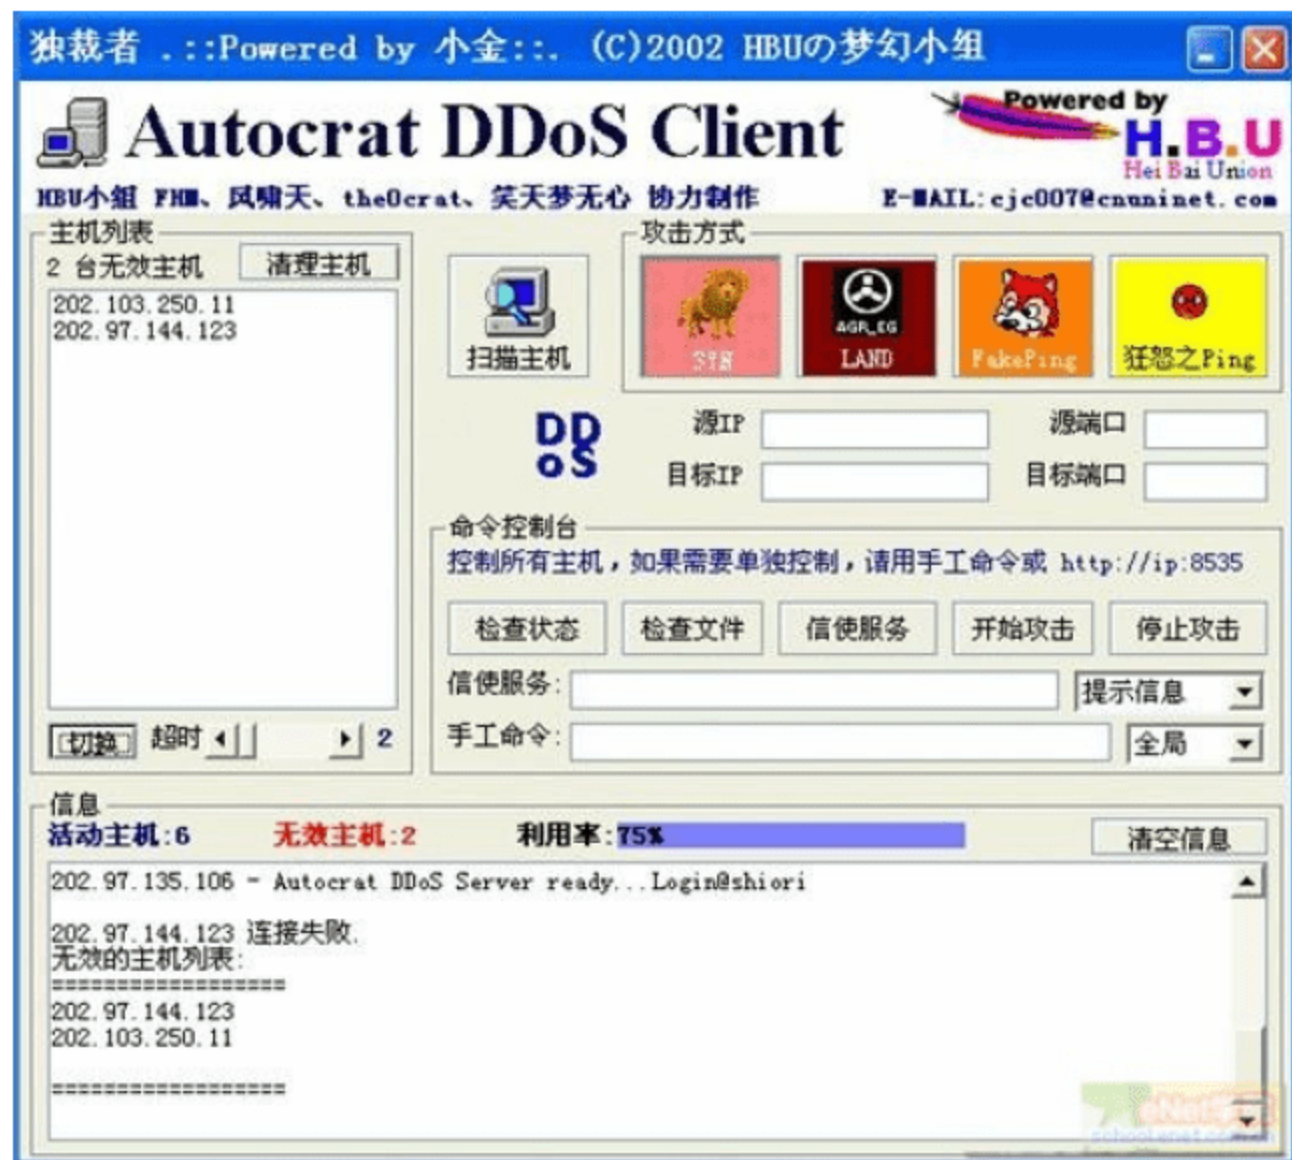 独裁者 .::Powered by 小金::. (C)2002 HBUの梦幻小组
Autocrat DDoS Client
Powered by
H.B.U
Hei Bai Union
HBU小组 FHM、风啸天、the0crat、笑天梦无心 协力制作
E-MAIL:cjc007@cnuninet.com
主机列表
2 台无效主机
清理主机
202.103.250.11
202.97.144.123
切换
超时
2
扫描主机
攻击方式
SYN
AGR_EG
LAND
FakePing
狂怒之Ping
DD
oS
源IP
源端口
目标IP
目标端口
命令控制台
控制所有主机，如果需要单独控制，请用手工命令或 http://ip:8535
检查状态
检查文件
信使服务
开始攻击
停止攻击
信使服务:
提示信息
手工命令:
全局
信息
活动主机:6
无效主机:2
利用率:75%
清空信息
202.97.135.106 - Autocrat DDoS Server ready...Login@shiori
202.97.144.123 连接失败.
无效的主机列表:
==================
202.97.144.123
202.103.250.11
==================